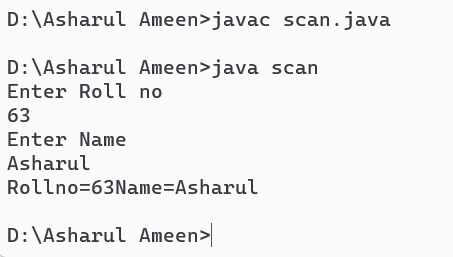 D:\Asharul Ameen>javac scan.java
D:\Asharul Ameen>java scan
Enter Roll no
63
Enter Name
Asharul
Rollno=63Name=Asharul
D:\Asharul Ameen>